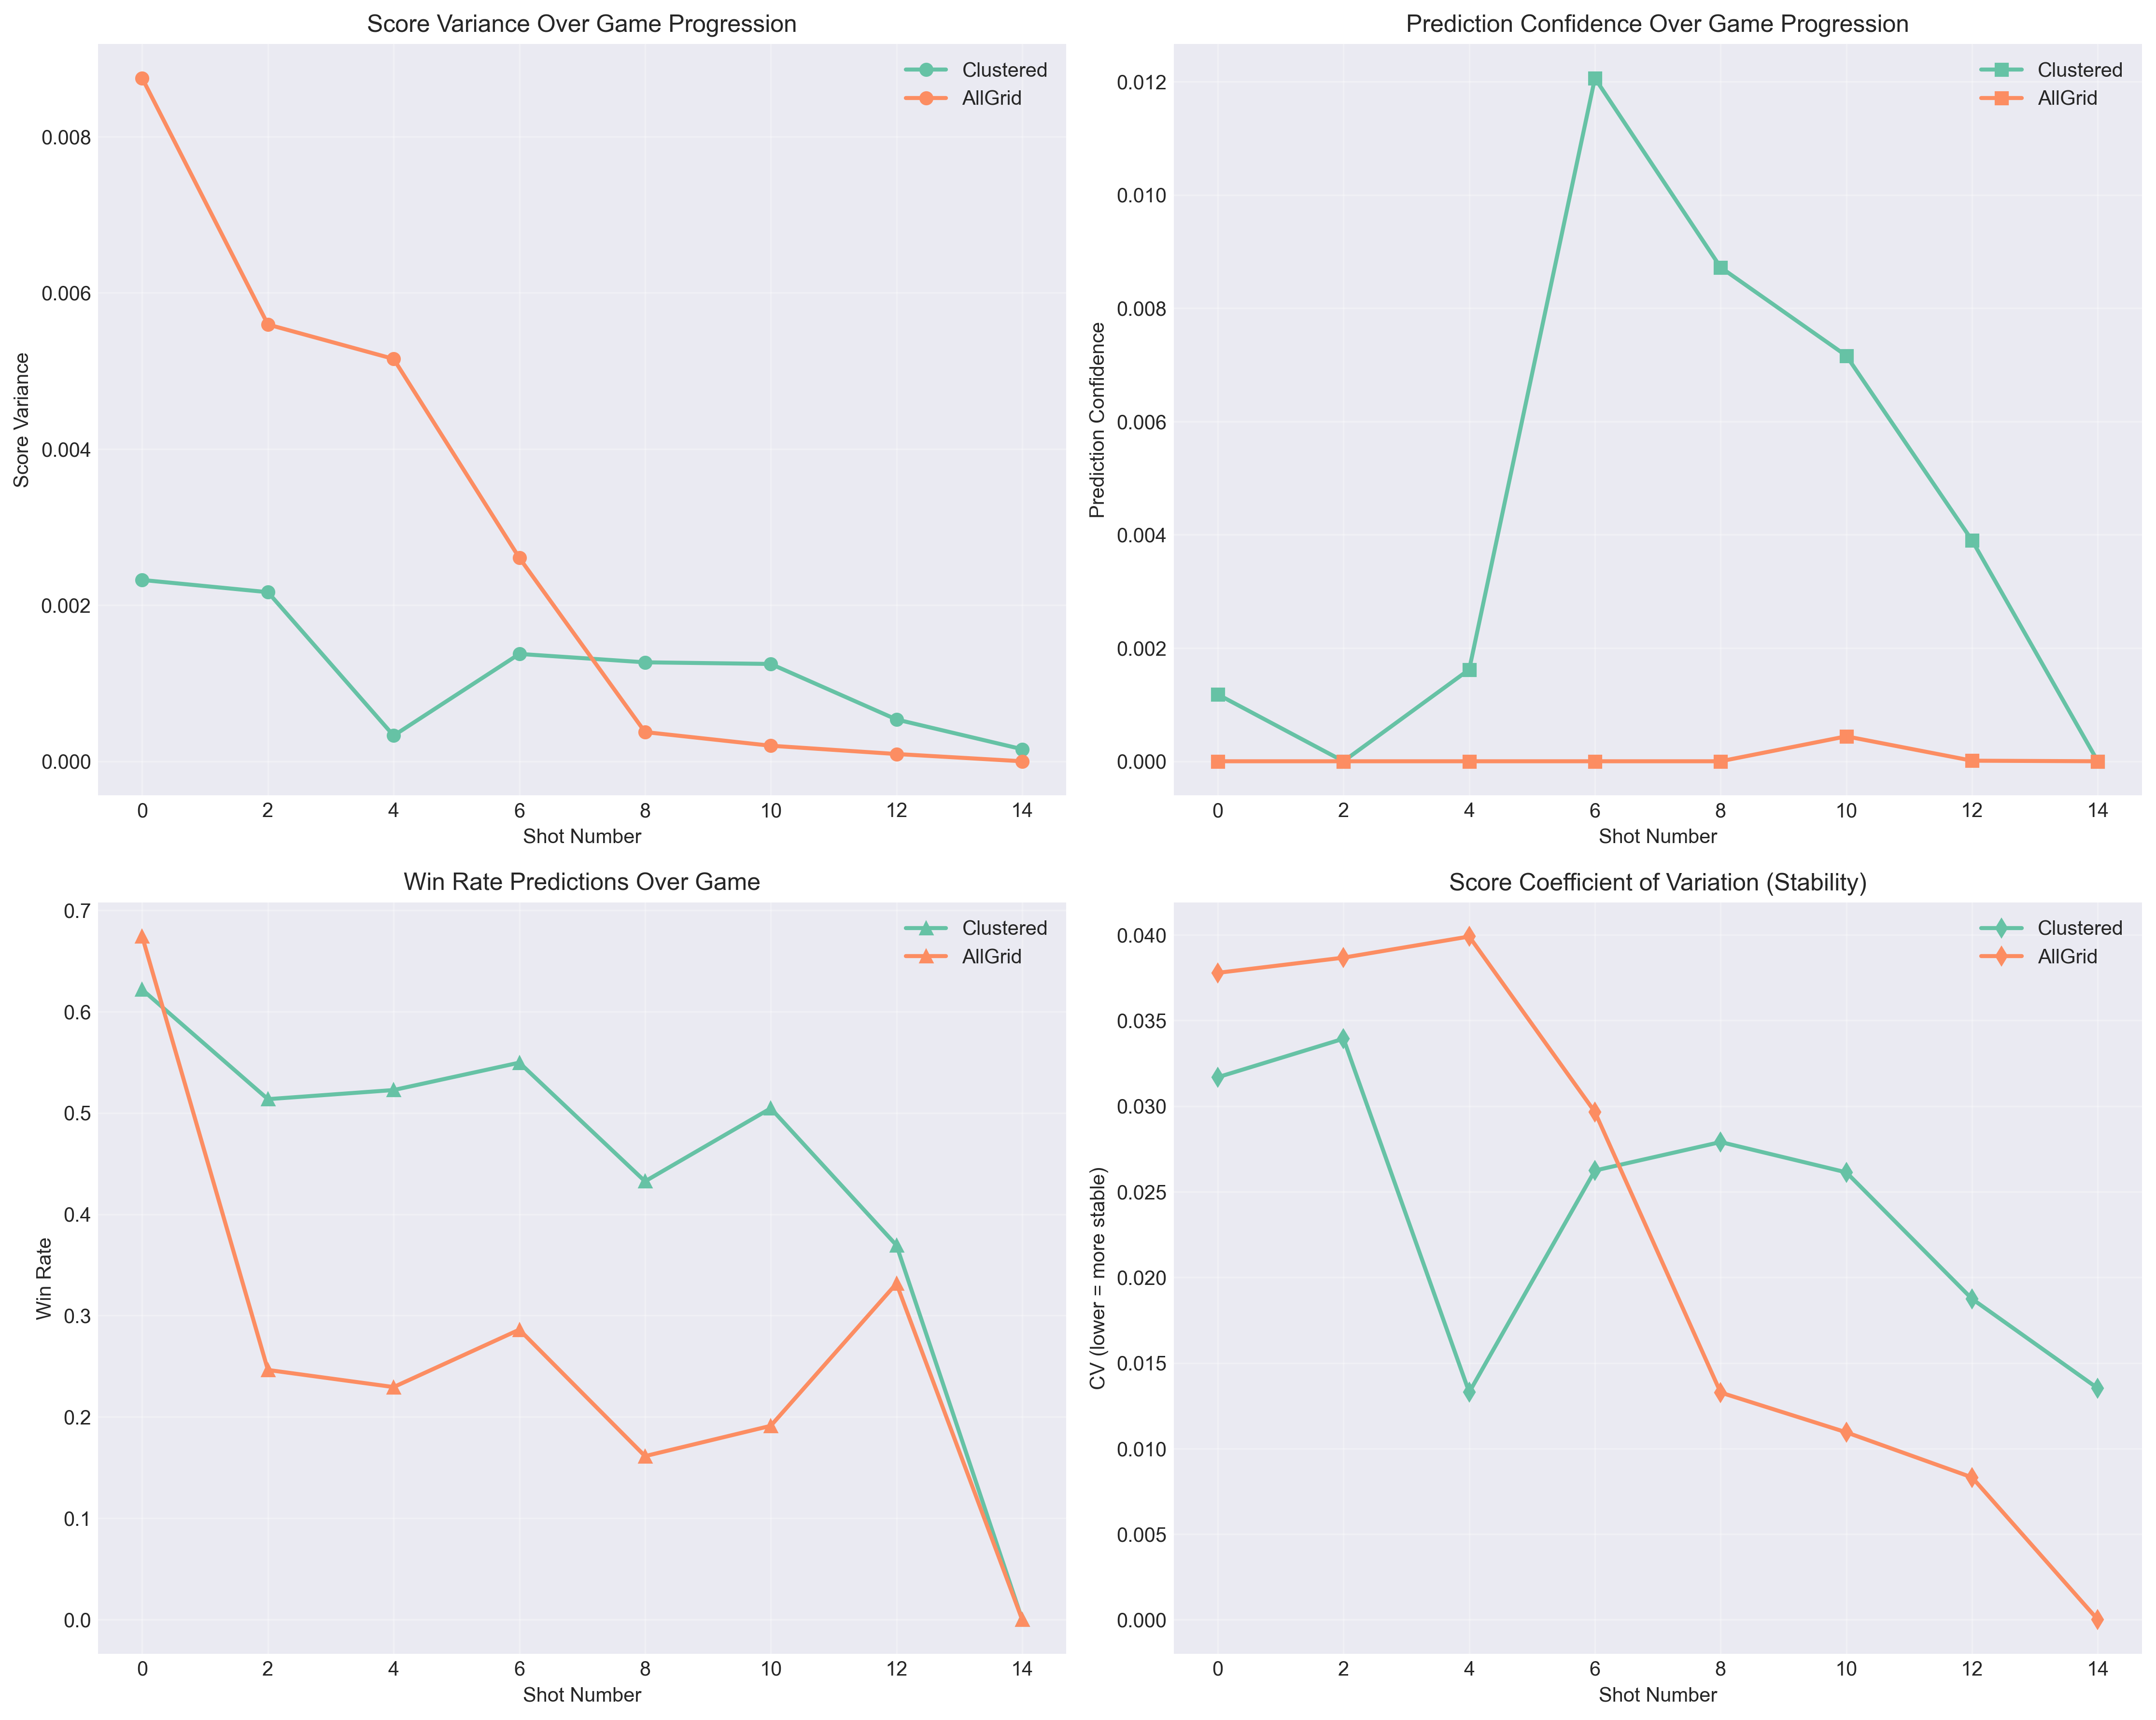 Score Variance Over Game Progression
Clustered
AllGrid
0.008
0.006
0.004
0.002
0.000
Score Variance
0 2 4 6 8 10 12 14
Shot Number
Prediction Confidence Over Game Progression
Clustered
AllGrid
0.012
0.010
0.008
0.006
0.004
0.002
0.000
Prediction Confidence
0 2 4 6 8 10 12 14
Shot Number
Win Rate Predictions Over Game
Clustered
AllGrid
0.7
0.6
0.5
0.4
0.3
0.2
0.1
0.0
Win Rate
0 2 4 6 8 10 12 14
Shot Number
Score Coefficient of Variation (Stability)
Clustered
AllGrid
0.040
0.035
0.030
0.025
0.020
0.015
0.010
0.005
0.000
CV (lower = more stable)
0 2 4 6 8 10 12 14
Shot Number